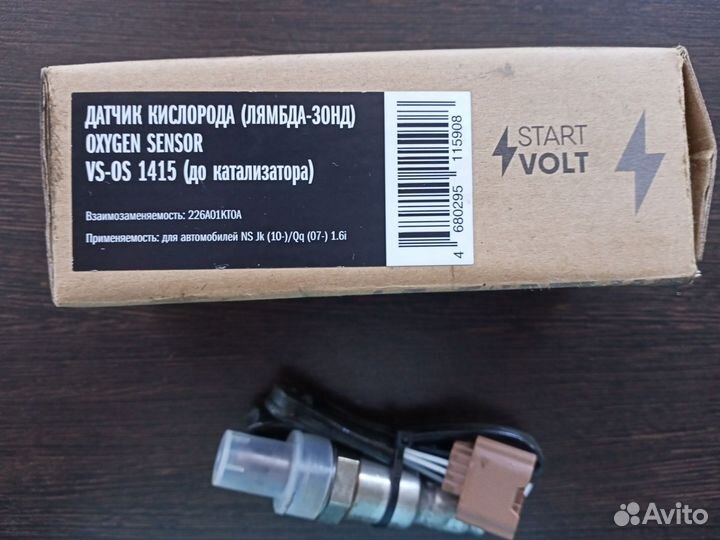 ДАТЧИК КИСЛОРОДА (ЛЯМБДА-ЗОНД)
OXYGEN SENSOR
VS-OS 1415 (до катализатора)
Взаимозаменяемость: 226A01KT0A
Применяемость: для автомобилей NS Jk (10-)/Qq (07-) 1.6i
4 680295 115908
START
VOLT
Avito